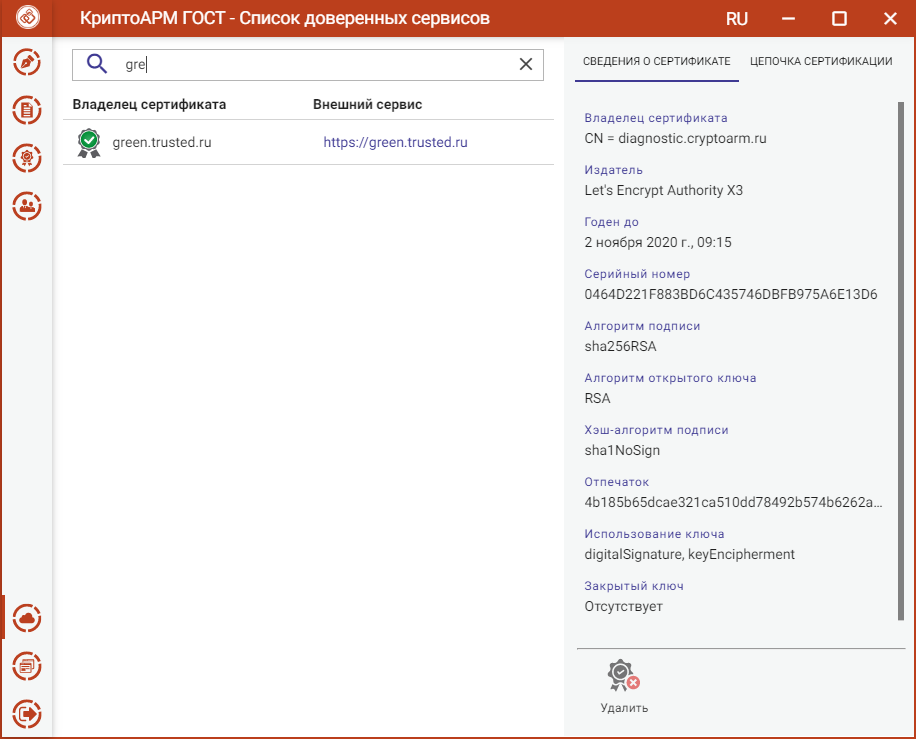 КриптоАРМ ГОСТ - Список доверенных сервисов
RU
gre
Владелец сертификата
Внешний сервис
green.trusted.ru
https://green.trusted.ru
СВЕДЕНИЯ О СЕРТИФИКАТЕ
ЦЕПОЧКА СЕРТИФИКАЦИИ
Владелец сертификата
CN = diagnostic.cryptoarm.ru
Издатель
Let's Encrypt Authority X3
Годен до
2 ноября 2020 г., 09:15
Серийный номер
0464D221F883BD6C435746DBFB975A6E13D6
Алгоритм подписи
sha256RSA
Алгоритм открытого ключа
RSA
Хэш-алгоритм подписи
sha1NoSign
Отпечаток
4b185b65dcae321ca510dd78492b574b6262a...
Использование ключа
digitalSignature, keyEncipherment
Закрытый ключ
Отсутствует
Удалить